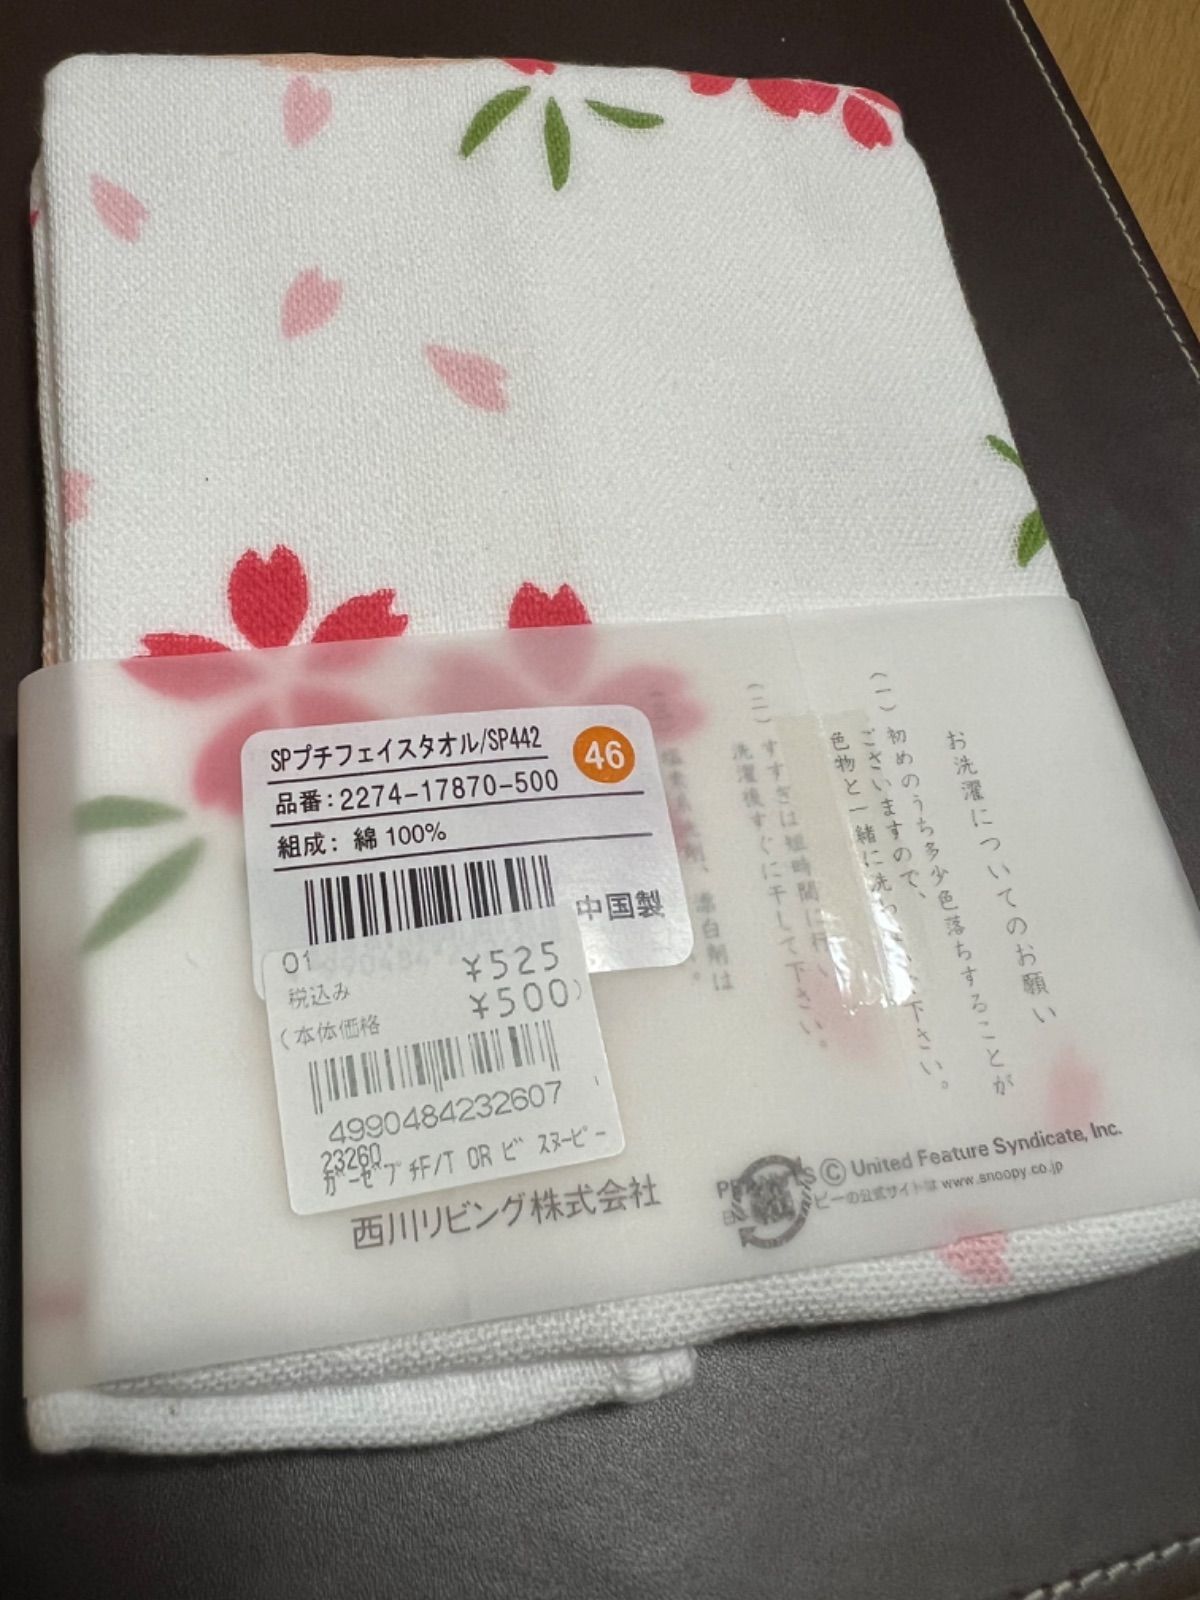 SPプチフェイスタオル/SP442
46
品番:2274-17870-500
組成: 綿 100%
中国製
01
¥525
税込み
¥500)
(本体価格
4990484232607
23260
ガーゼプチF/T OR ビ スヌーピー
西川リビング株式会社
お洗濯についてのお願い
(一) 初めのうち多少色落ちすることが
ございますので、
色物と一緒に洗 下さい。
(二) すすぎは短時間に行い
洗濯後すぐに干して下さい。
漂白剤は
© United Feature Syndicate, Inc.
ピーの公式サイトは www.snoopy.co.jp